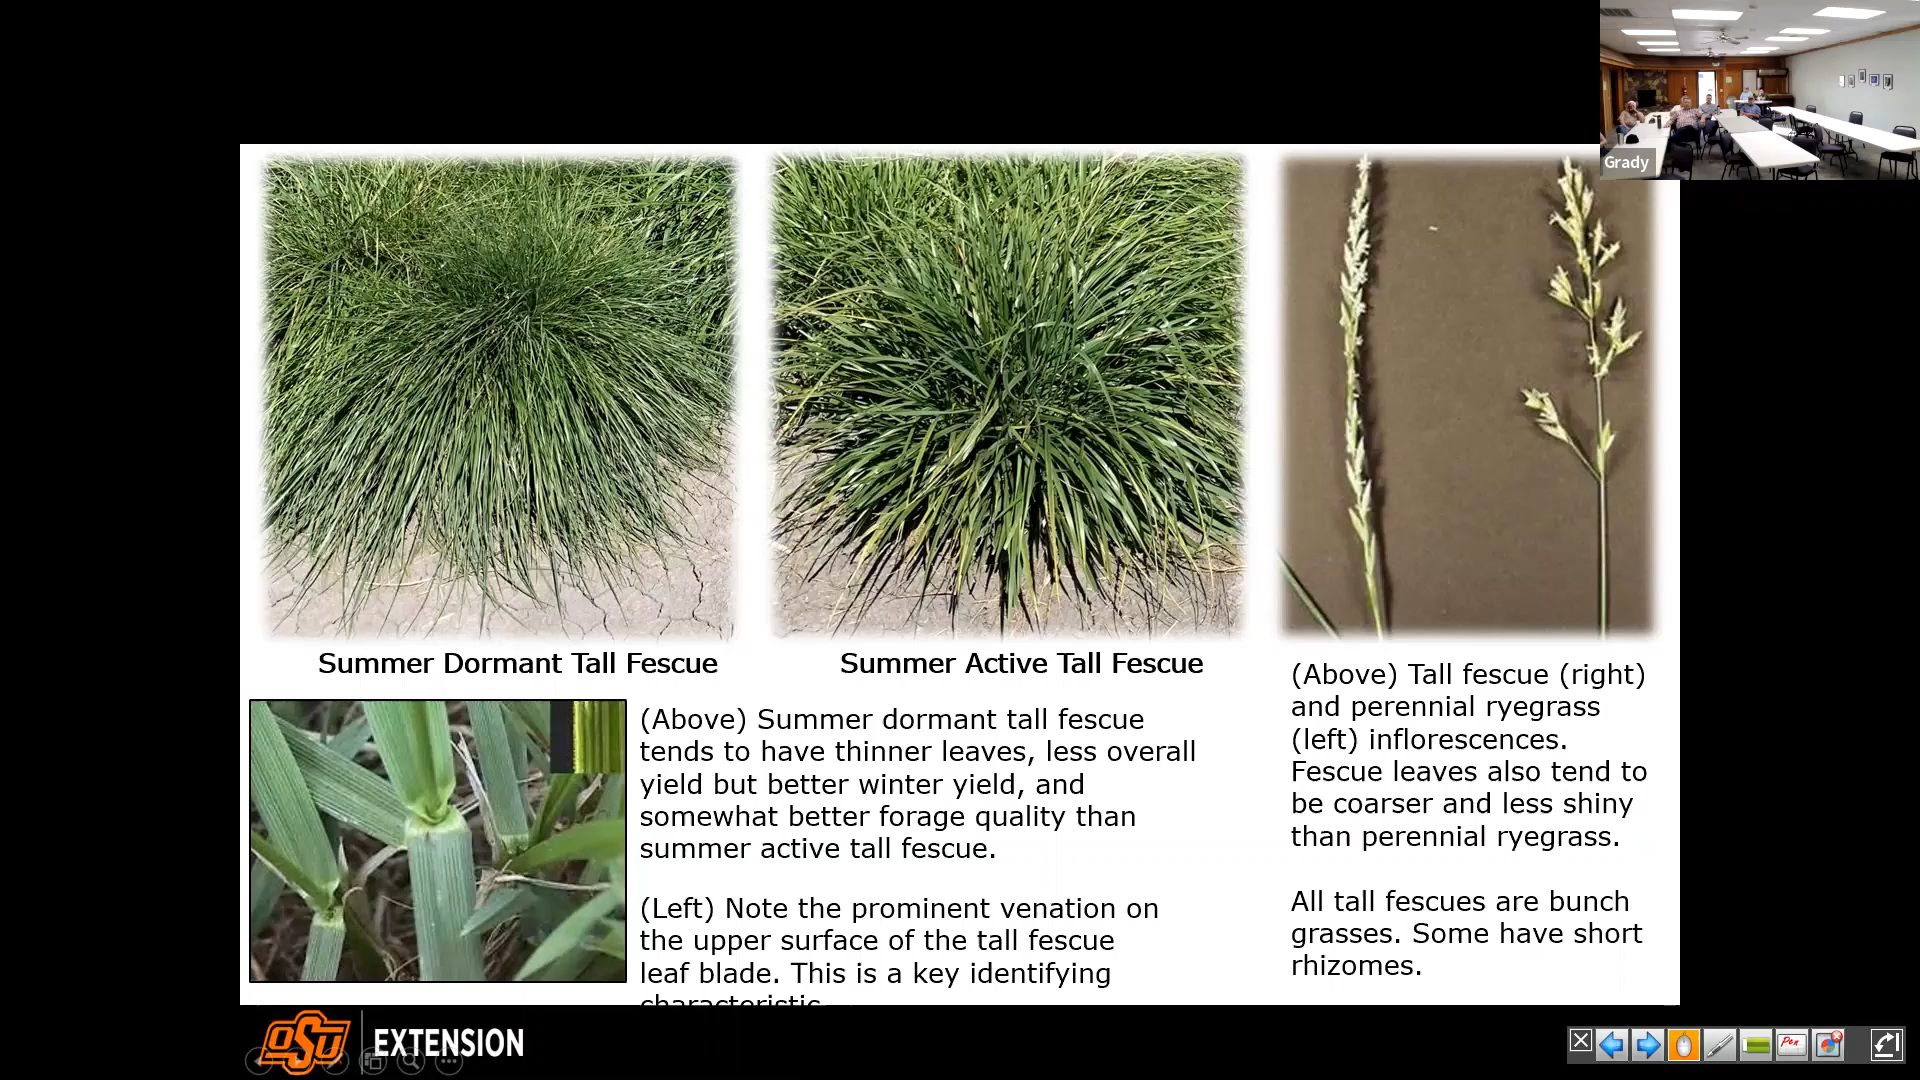 Grady
Summer Dormant Tall Fescue
Summer Active Tall Fescue
(Above) Tall fescue (right)
and perennial ryegrass
(left) inflorescences.
Fescue leaves also tend to
be coarser and less shiny
than perennial ryegrass.
All tall fescues are bunch
grasses. Some have short
rhizomes.
(Above) Summer dormant tall fescue
tends to have thinner leaves, less overall
yield but better winter yield, and
somewhat better forage quality than
summer active tall fescue.
(Left) Note the prominent venation on
the upper surface of the tall fescue
leaf blade. This is a key identifying
characteristic.
OSU EXTENSION
Pen